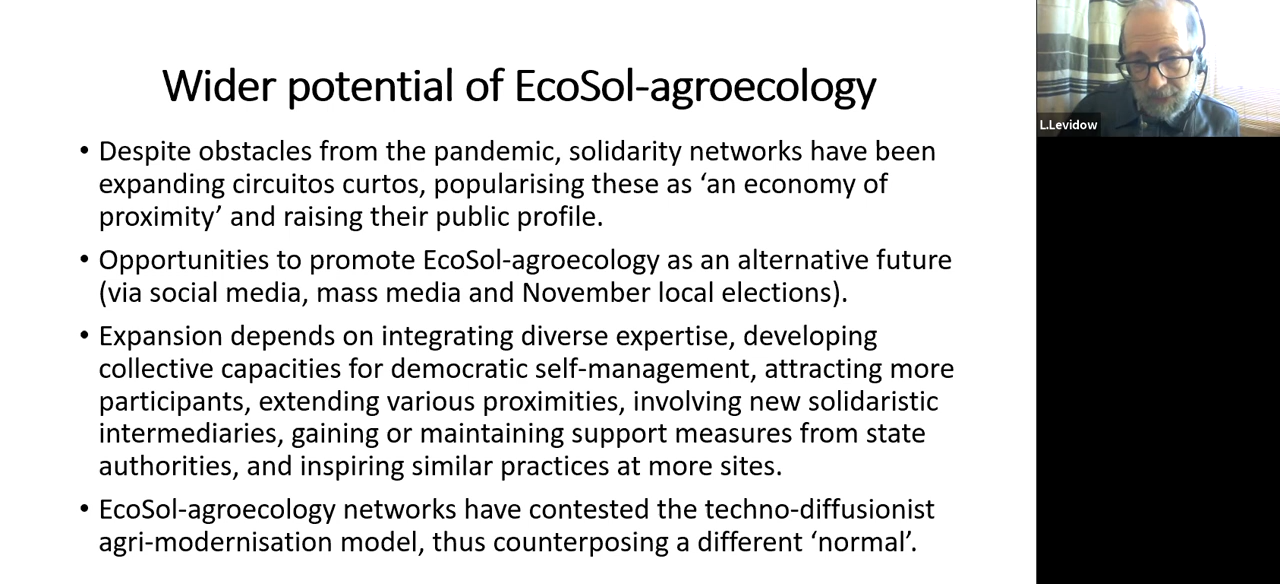 Wider potential of EcoSol-agroecology
• Despite obstacles from the pandemic, solidarity networks have been
expanding circuitos curtos, popularising these as ‘an economy of
proximity’ and raising their public profile.
• Opportunities to promote EcoSol-agroecology as an alternative future
(via social media, mass media and November local elections).
• Expansion depends on integrating diverse expertise, developing
collective capacities for democratic self-management, attracting more
participants, extending various proximities, involving new solidaristic
intermediaries, gaining or maintaining support measures from state
authorities, and inspiring similar practices at more sites.
• EcoSol-agroecology networks have contested the techno-diffusionist
agri-modernisation model, thus counterposing a different ‘normal’.
L.Levidow